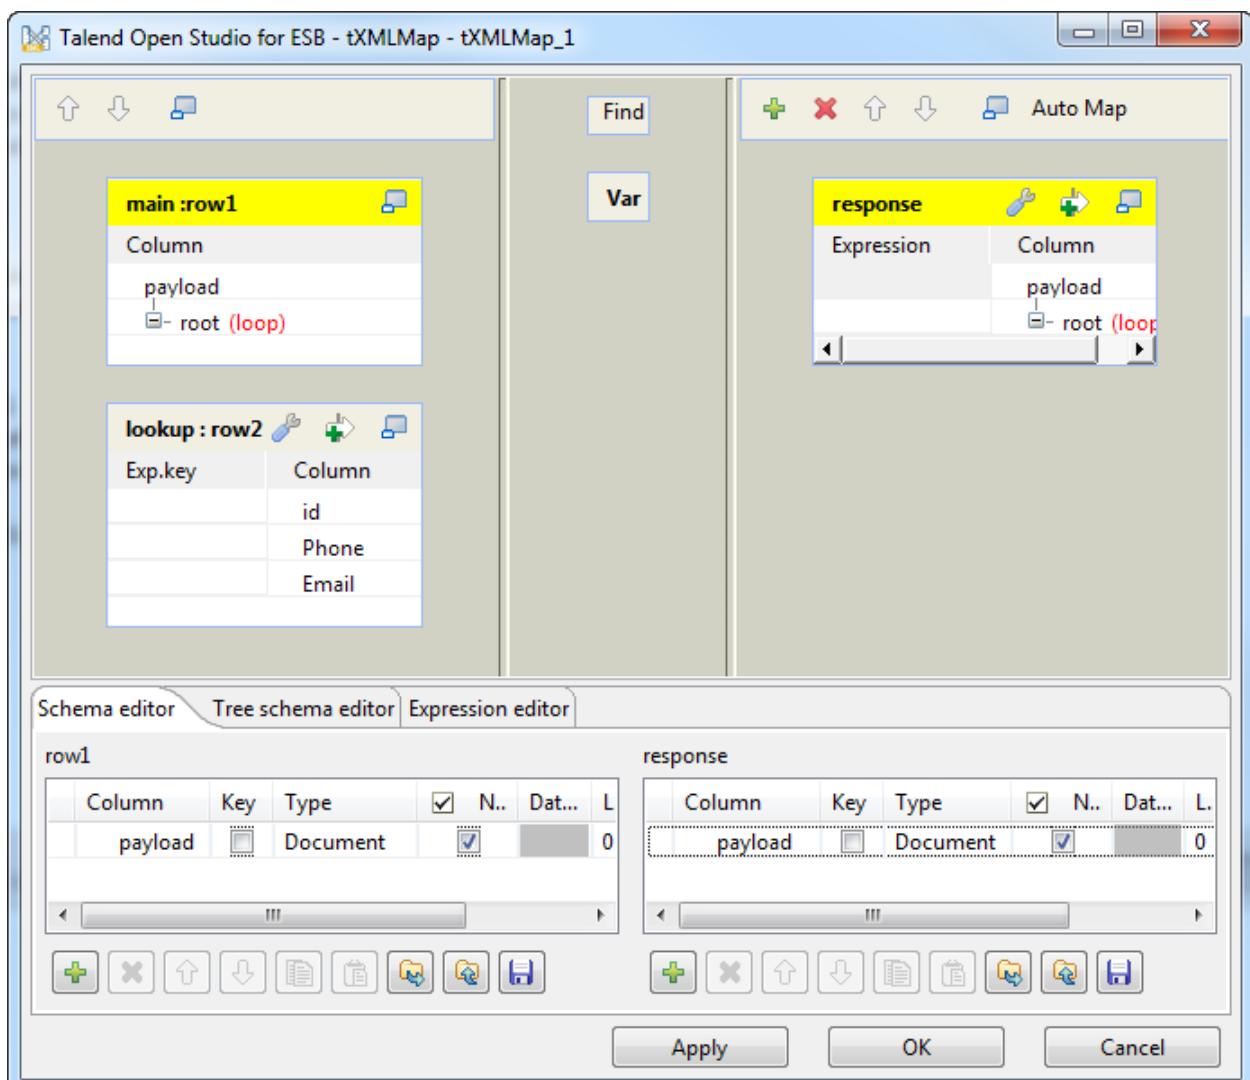 Talend Open Studio for ESB - tXMLMap - tXMLMap_1
Find
Auto Map
Var
main :row1
Column
payload
root (loop)
response
Expression Column
payload
root (loop
lookup : row2
Exp.key Column
id
Phone
Email
Schema editor Tree schema editor Expression editor
row1
Column Key Type N.. Dat... L
payload Document 0
response
Column Key Type N.. Dat... L.
payload Document 0
Apply OK Cancel